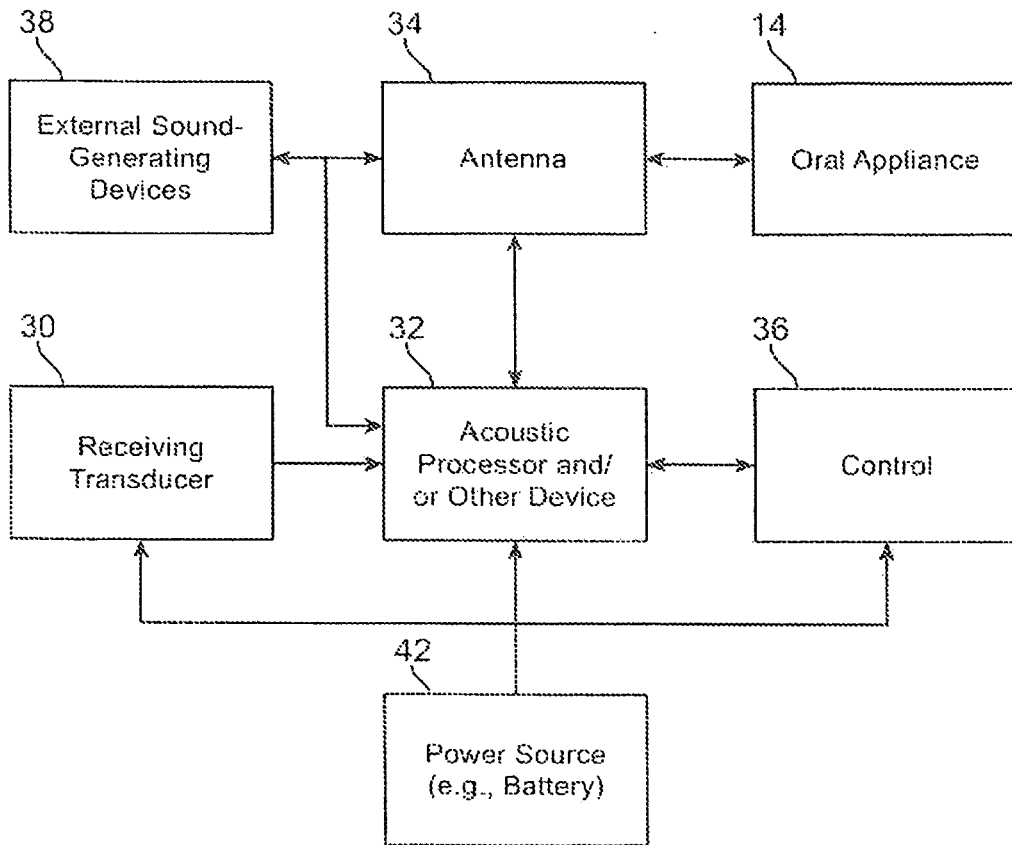 38
34
14
External Sound-
Generating
Devices
Antenna
Oral Appliance
30
32
36
Receiving
Transducer
Acoustic
Processor and/
or Other Device
Control
42
Power Source
(e.g., Battery)